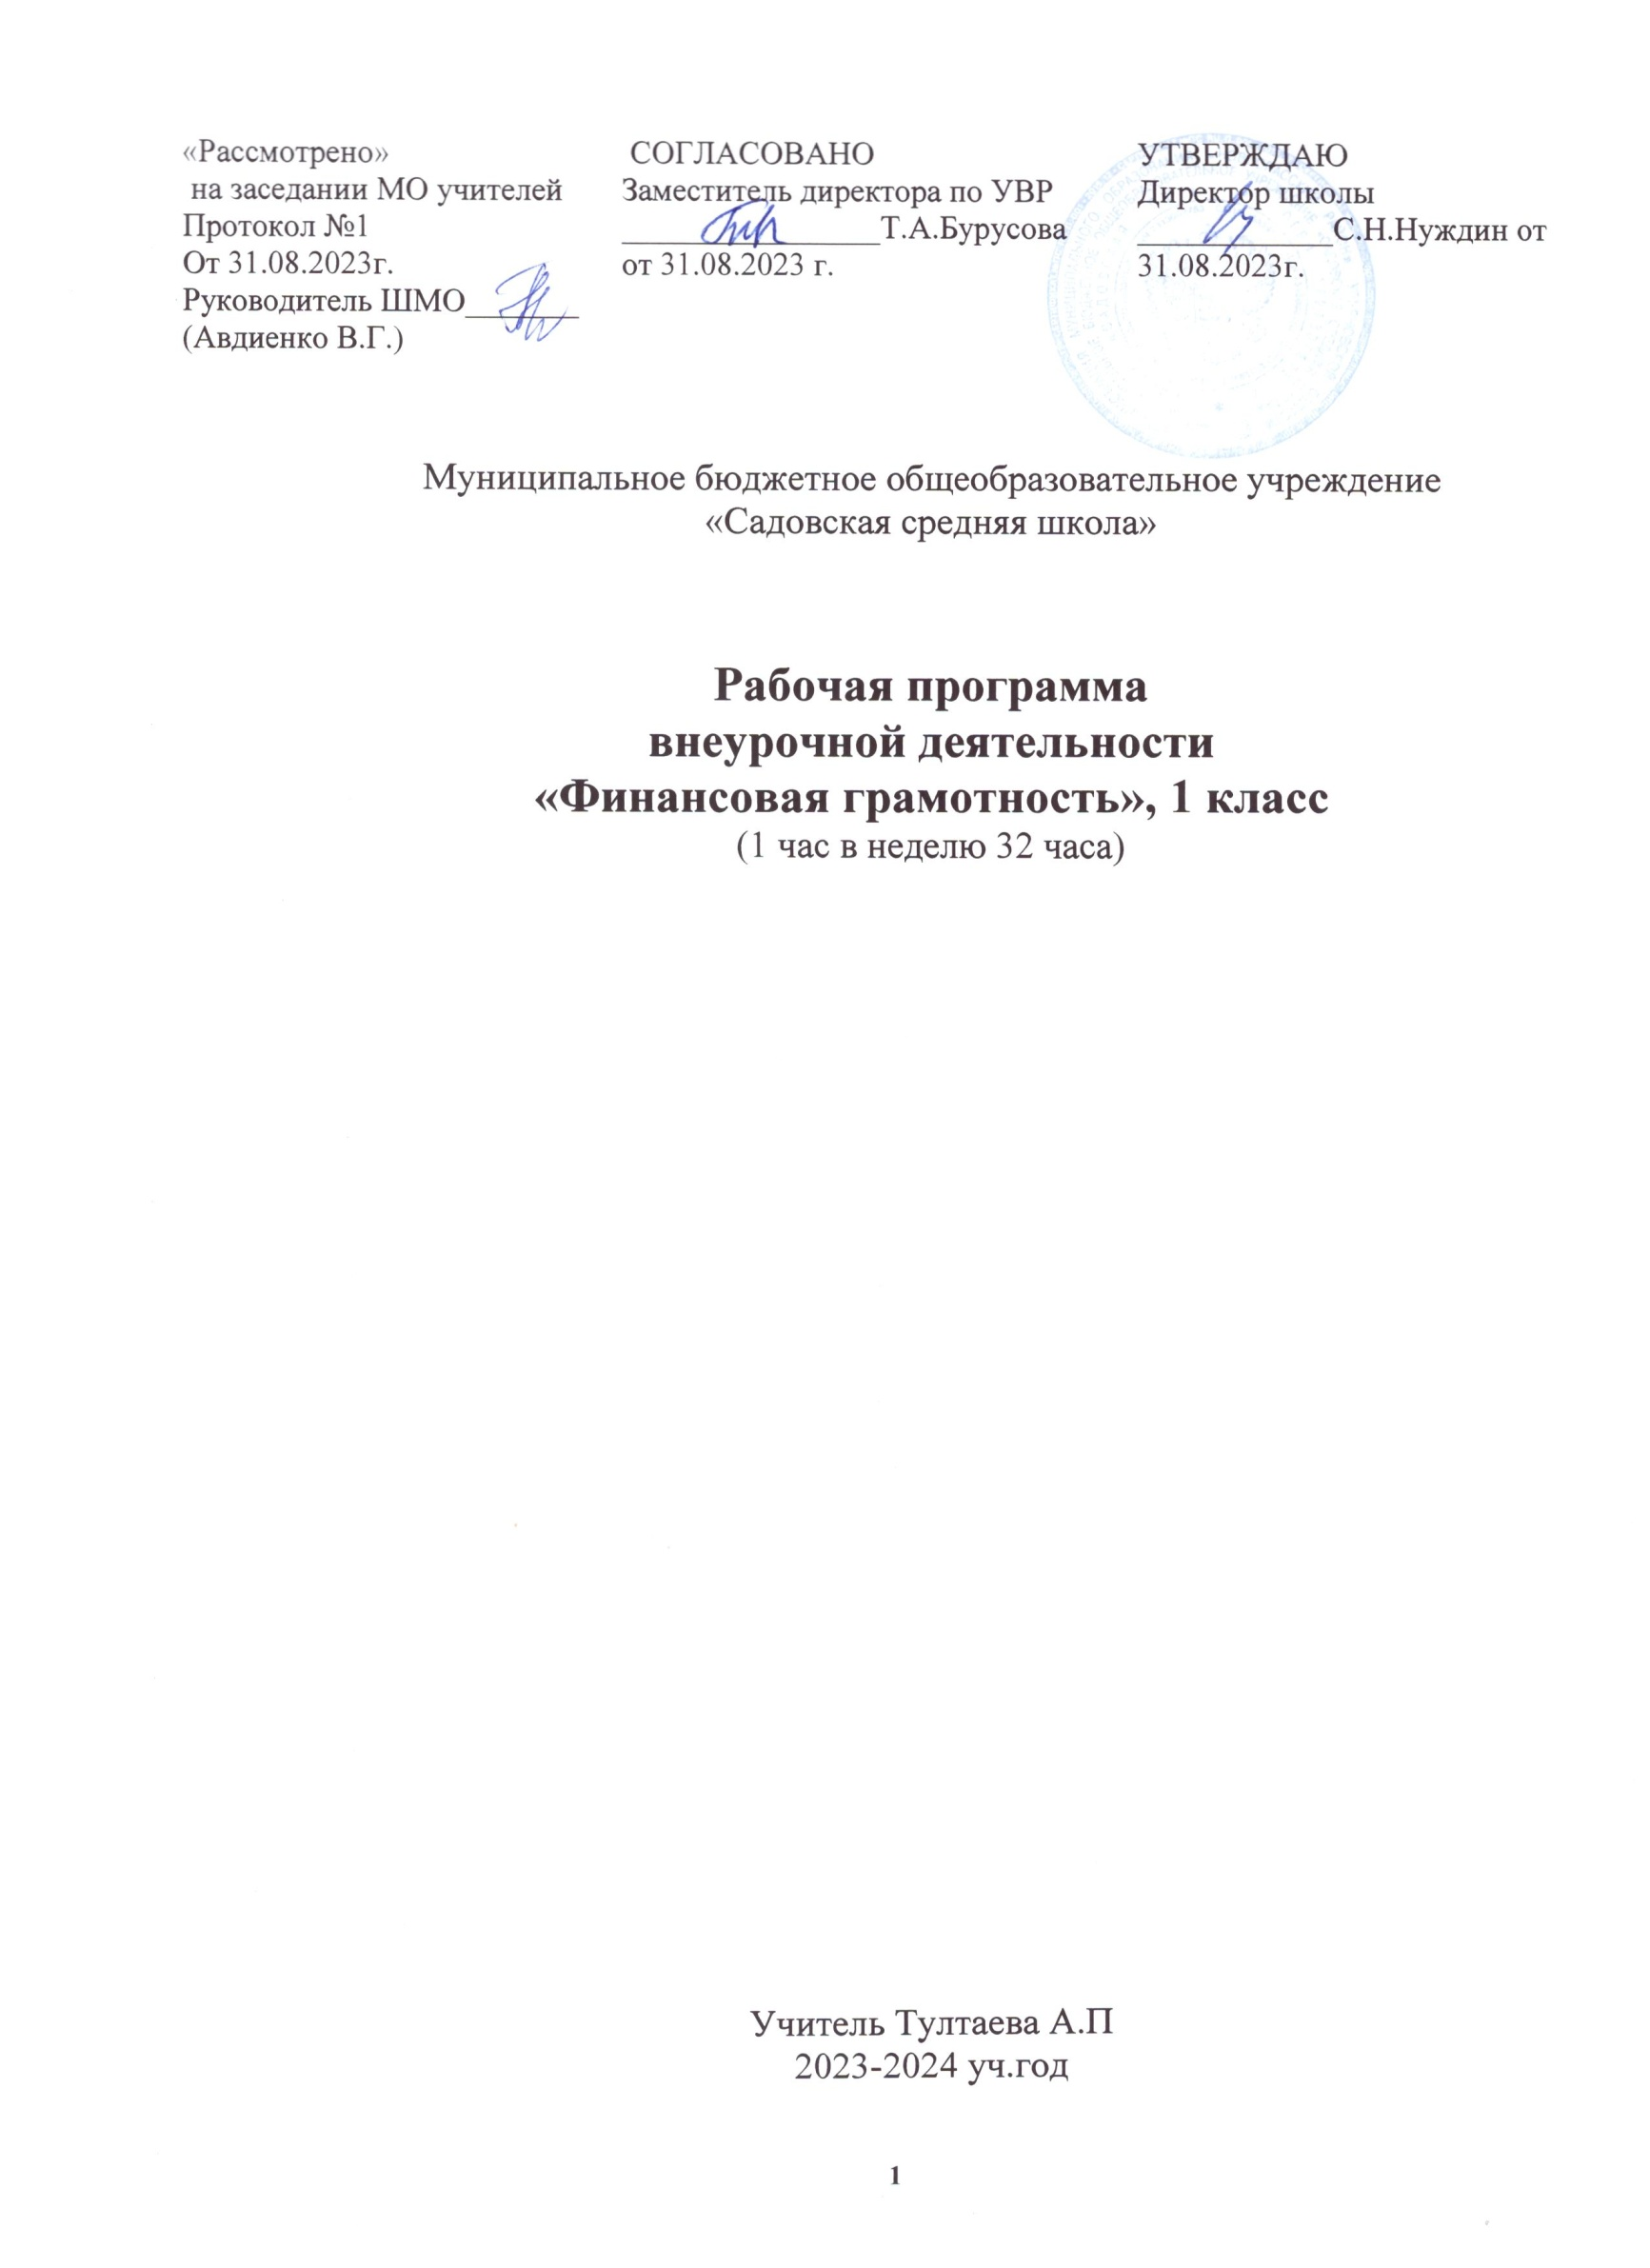 «Рассмотрено»
на заседании МО учителей
Протокол №1
От 31.08.2023г.
Руководитель ШМО_______
(Авдиенко В.Г.)
СОГЛАСОВАНО
Заместитель директора по УВР
________________Т.А.Бурусова
от 31.08.2023 г.
УТВЕРЖДАЮ
Директор школы
____________С.Н.Нуждин от
31.08.2023г.
Муниципальное бюджетное общеобразовательное учреждение
«Садовская средняя школа»
Рабочая программа
внеурочной деятельности
«Финансовая грамотность», 1 класс
(1 час в неделю 32 часа)
Учитель Тултаева А.П
2023-2024 уч.год
1